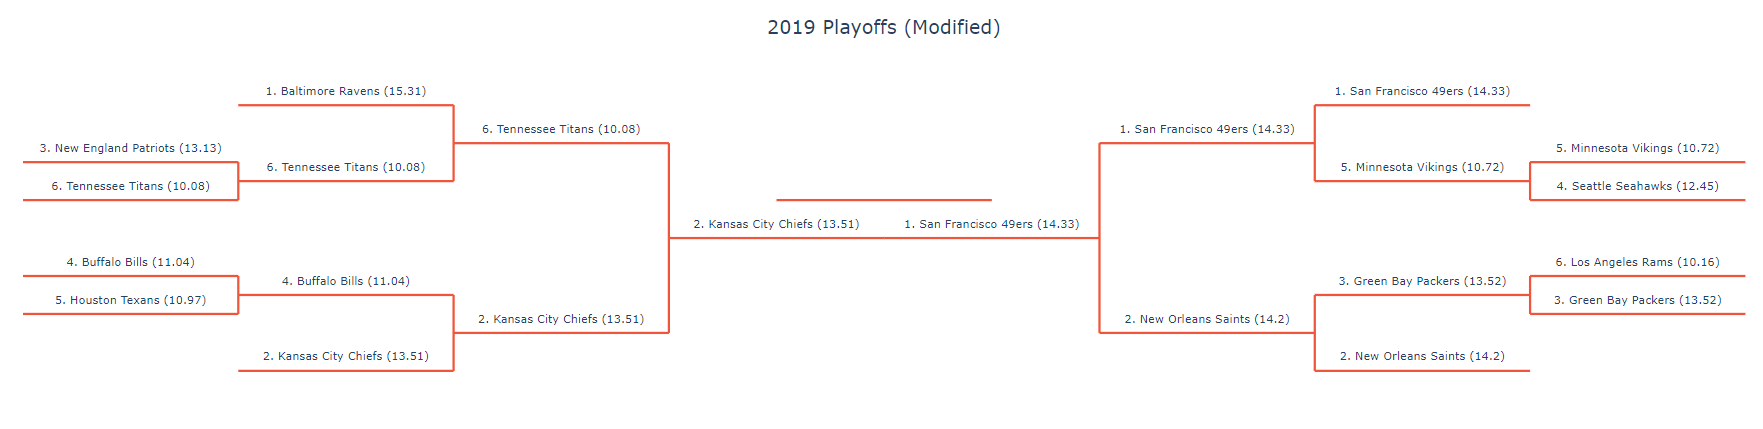 2019 Playoffs (Modified)
1. Baltimore Ravens (15.31)
1. San Francisco 49ers (14.33)
6. Tennessee Titans (10.08)
1. San Francisco 49ers (14.33)
3. New England Patriots (13.13)
5. Minnesota Vikings (10.72)
6. Tennessee Titans (10.08)
5. Minnesota Vikings (10.72)
6. Tennessee Titans (10.08)
4. Seattle Seahawks (12.45)
2. Kansas City Chiefs (13.51)
1. San Francisco 49ers (14.33)
4. Buffalo Bills (11.04)
6. Los Angeles Rams (10.16)
4. Buffalo Bills (11.04)
3. Green Bay Packers (13.52)
5. Houston Texans (10.97)
3. Green Bay Packers (13.52)
2. Kansas City Chiefs (13.51)
2. New Orleans Saints (14.2)
2. Kansas City Chiefs (13.51)
2. New Orleans Saints (14.2)